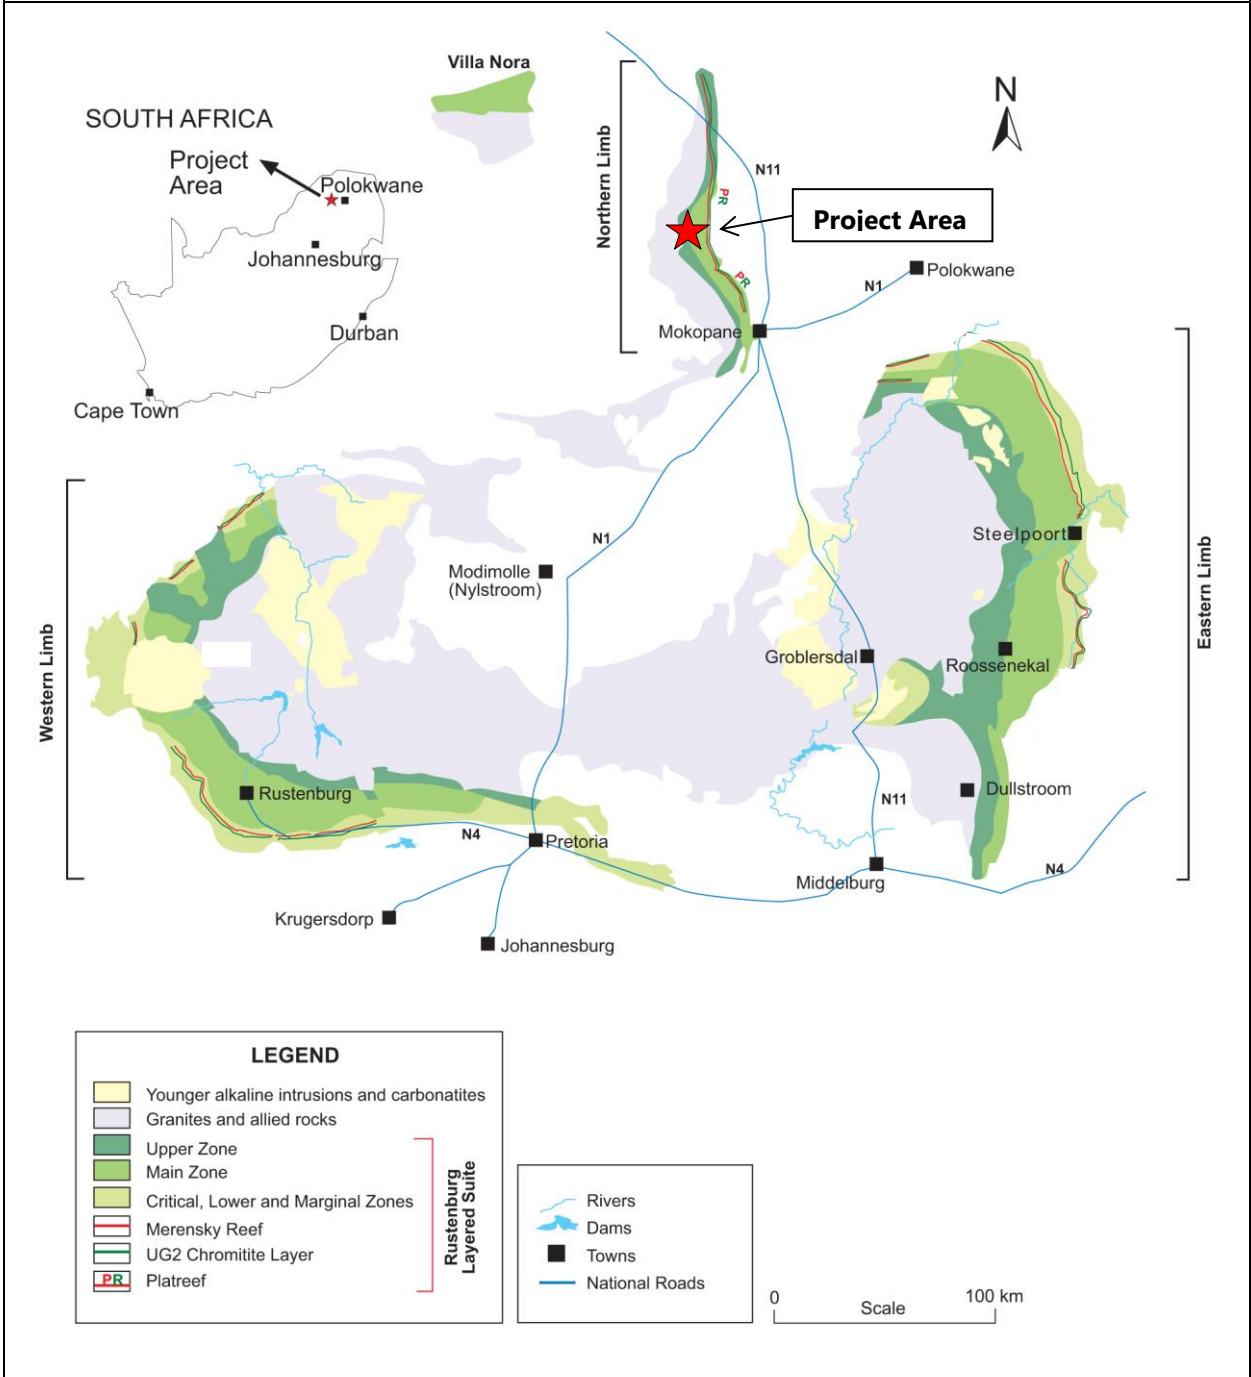 Villa Nora
SOUTH AFRICA
Project
Area
Polokwane
Johannesburg
Durban
Cape Town
Northern Limb
N11
PR
Project Area
N
PR
Polokwane
N1
Mokopane
Western Limb
N1
Modimolle
(Nylstroom)
Steelpoort
Groblersdal
Roossenekal
Eastern Limb
Rustenburg
N4
Pretoria
Dullstroom
N11
Middelburg
N4
Krugersdorp
Johannesburg
LEGEND
Younger alkaline intrusions and carbonatites
Granites and allied rocks
Upper Zone
Main Zone
Critical, Lower and Marginal Zones
Merensky Reef
UG2 Chromitite Layer
PR Platreef
Rustenburg
Layered Suite
Rivers
Dams
Towns
National Roads
0 100 km
Scale